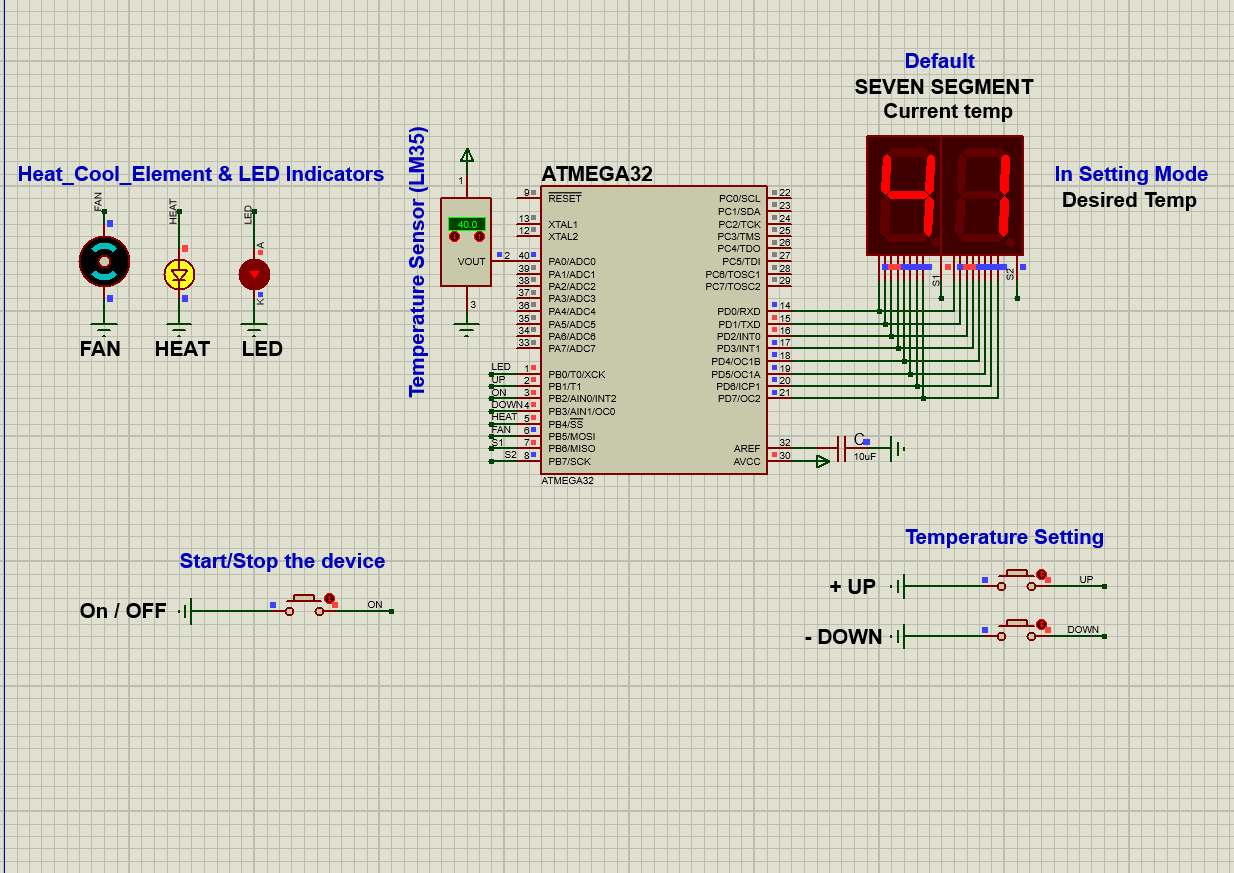 Default
SEVEN SEGMENT
Current temp
Heat_Cool_Element & LED Indicators
In Setting Mode
Desired Temp
FAN
HEAT
LED
A
K
FAN
HEAT
LED
Temperature Sensor (LM35)
1
40.0
VOUT
2
3
ATMEGA32
9 RESET
13 XTAL1
12 XTAL2
40 PA0/ADC0
39 PA1/ADC1
38 PA2/ADC2
37 PA3/ADC3
36 PA4/ADC4
35 PA5/ADC5
34 PA6/ADC6
33 PA7/ADC7
LED 1 PB0/T0/XCK
UP 2 PB1/T1
ON 3 PB2/AIN0/INT2
DOWN 4 PB3/AIN1/OC0
HEAT 5 PB4/SS
FAN 6 PB5/MOSI
S1 7 PB6/MISO
S2 8 PB7/SCK
PC0/SCL 22
PC1/SDA 23
PC2/TCK 24
PC3/TMS 25
PC4/TDO 26
PC5/TDI 27
PC6/TOSC1 28
PC7/TOSC2 29
PD0/RXD 14
PD1/TXD 15
PD2/INT0 16
PD3/INT1 17
PD4/OC1B 18
PD5/OC1A 19
PD6/ICP1 20
PD7/OC2 21
AREF 32
AVCC 30
ATMEGA32
41
S1
S2
C
10uF
Start/Stop the device
On / OFF
ON
Temperature Setting
+ UP
UP
- DOWN
DOWN